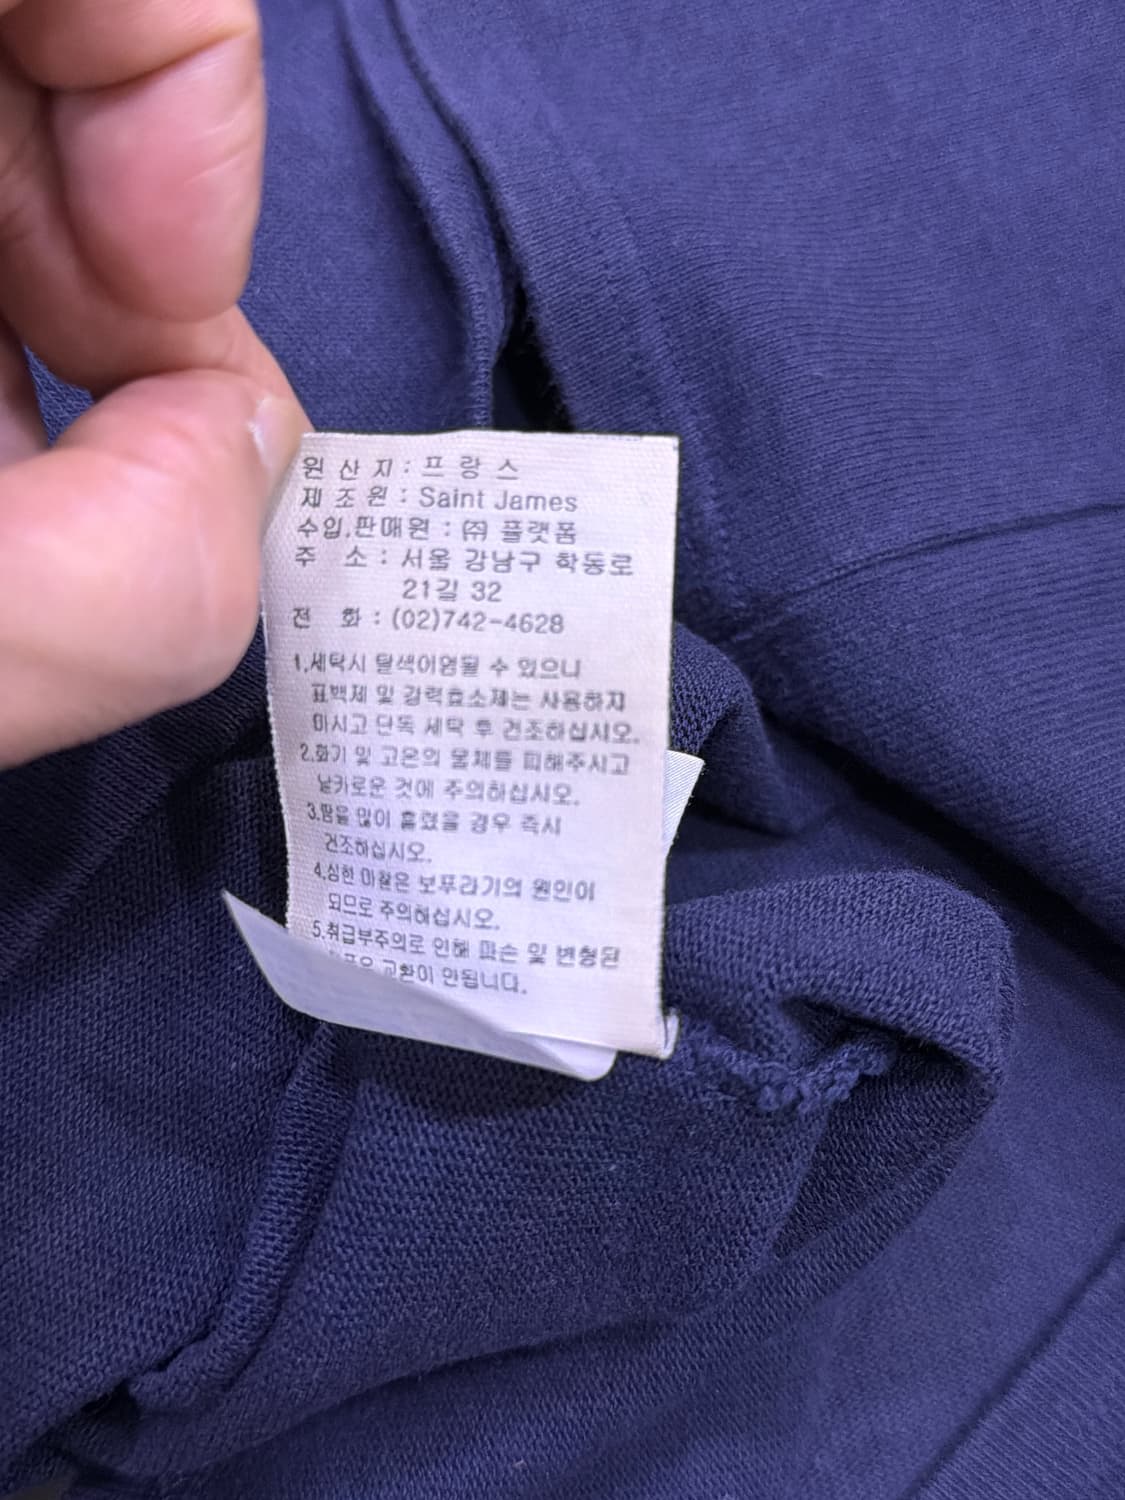 원 산 지 : 프 랑 스
제 조 원 : Saint James
수입,판매원 : ㈜ 플랫폼
주 소 : 서울 강남구 학동로
21길 32
전 화 : (02)742-4628
1.세탁시 탈색이염될 수 있으니
표백제 및 강력효소제는 사용하지
마시고 단독 세탁 후 건조하십시오.
2.화기 및 고온의 물체를 피해주시고
날카로운 것에 주의하십시오.
3.땀을 많이 흘렸을 경우 즉시
건조하십시오.
4.심한 마찰은 보푸라기의 원인이
되므로 주의하십시오.
5.취급부주의로 인해 파손 및 변형된
교환이 안됩니다.